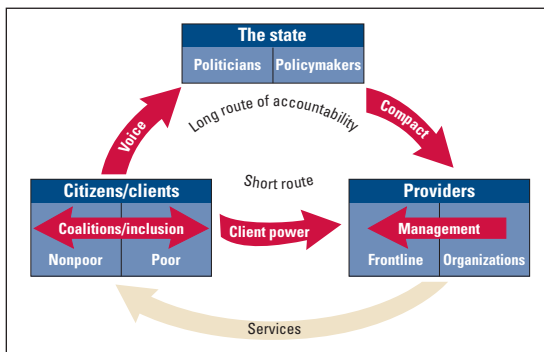 The state
Politicians
Policymakers
Long route of accountability
Voice
Compact
Short route
Citizens/clients
Coalitions/inclusion
Nonpoor
Poor
Client power
Providers
Management
Frontline
Organizations
Services